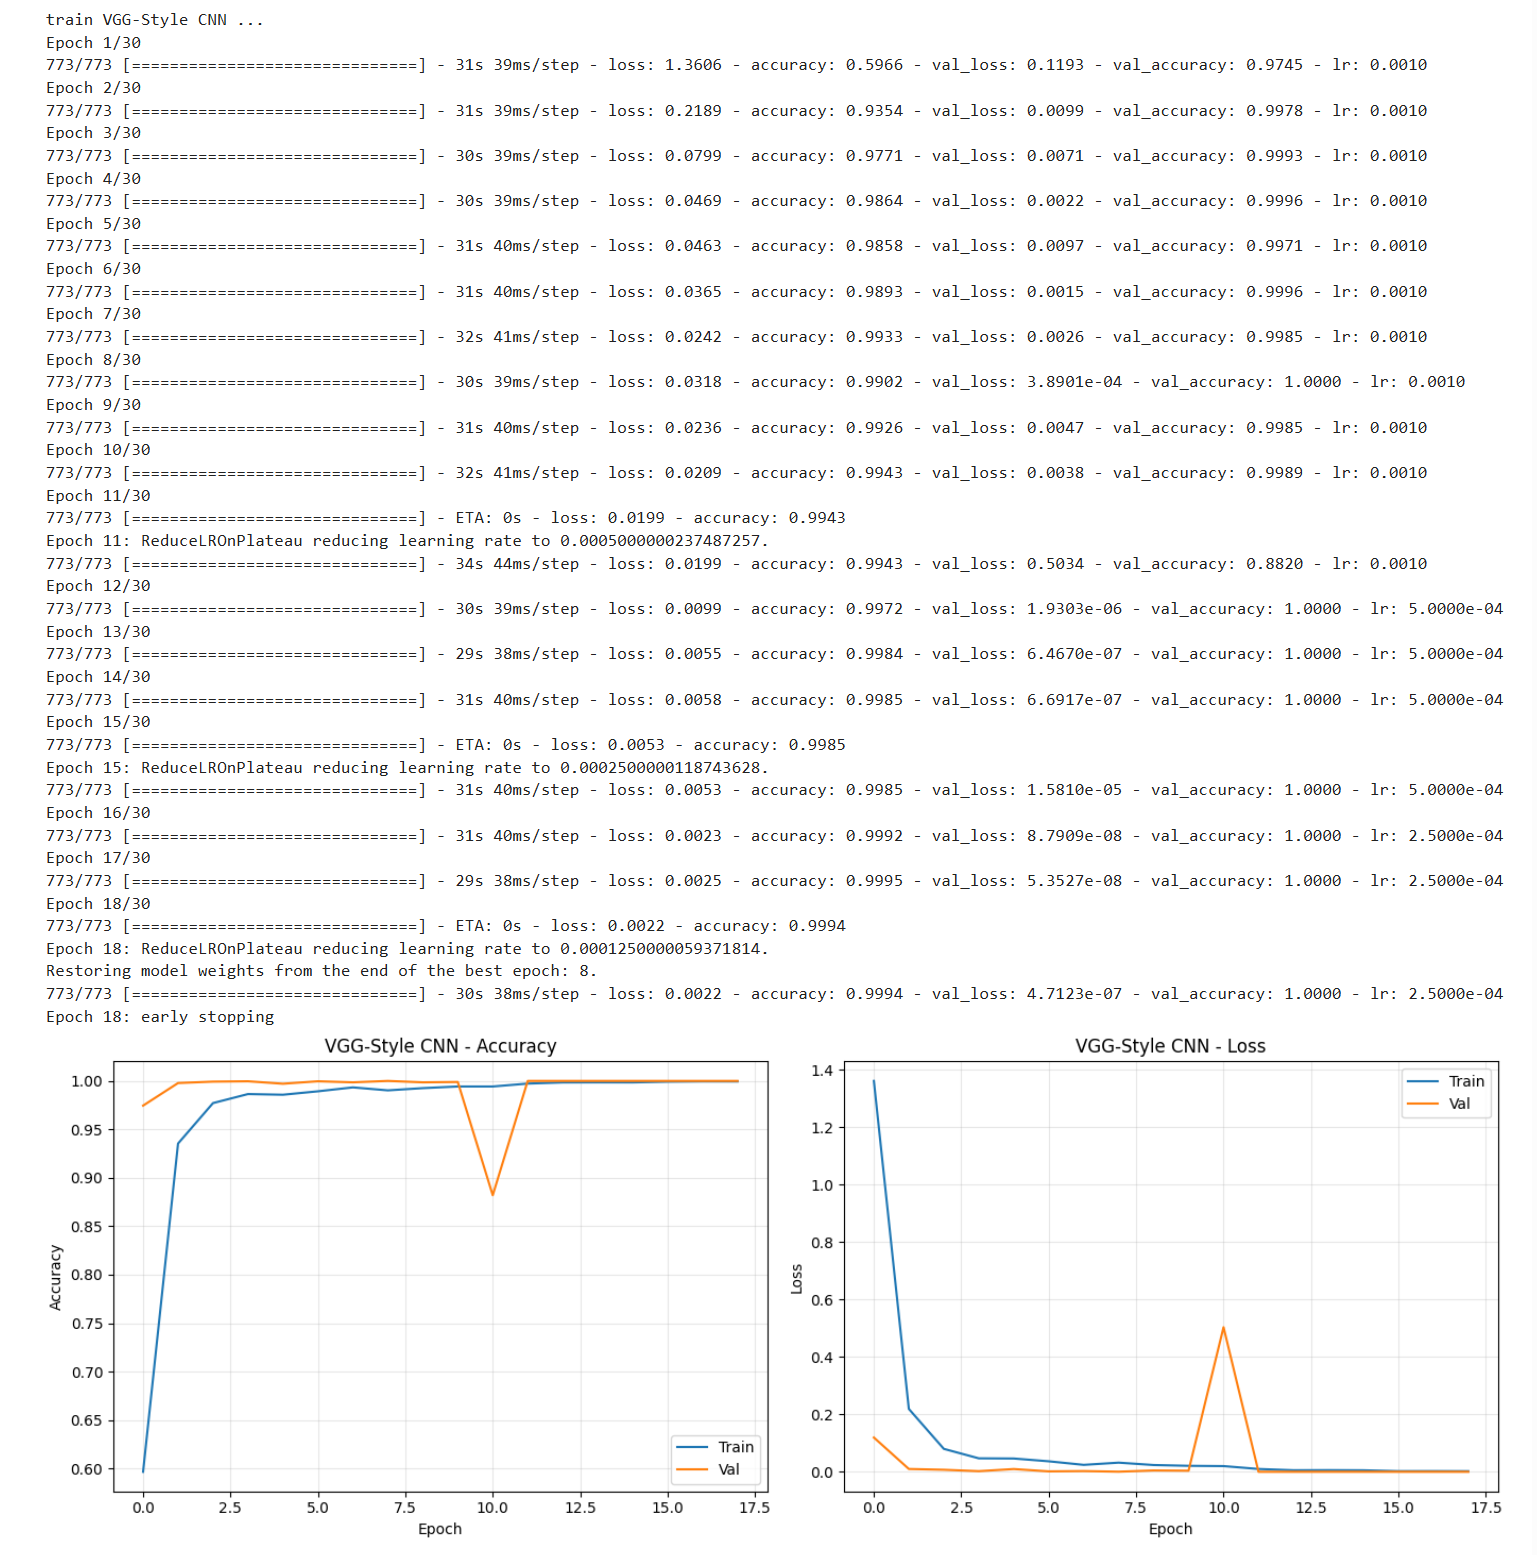 train VGG-Style CNN ...
Epoch 1/30
773/773 [==============================] - 31s 39ms/step - loss: 1.3606 - accuracy: 0.5966 - val_loss: 0.1193 - val_accuracy: 0.9745 - lr: 0.0010
Epoch 2/30
773/773 [==============================] - 31s 39ms/step - loss: 0.2189 - accuracy: 0.9354 - val_loss: 0.0099 - val_accuracy: 0.9978 - lr: 0.0010
Epoch 3/30
773/773 [==============================] - 30s 39ms/step - loss: 0.0799 - accuracy: 0.9771 - val_loss: 0.0071 - val_accuracy: 0.9993 - lr: 0.0010
Epoch 4/30
773/773 [==============================] - 30s 39ms/step - loss: 0.0469 - accuracy: 0.9864 - val_loss: 0.0022 - val_accuracy: 0.9996 - lr: 0.0010
Epoch 5/30
773/773 [==============================] - 31s 40ms/step - loss: 0.0463 - accuracy: 0.9858 - val_loss: 0.0097 - val_accuracy: 0.9971 - lr: 0.0010
Epoch 6/30
773/773 [==============================] - 31s 40ms/step - loss: 0.0365 - accuracy: 0.9893 - val_loss: 0.0015 - val_accuracy: 0.9996 - lr: 0.0010
Epoch 7/30
773/773 [==============================] - 32s 41ms/step - loss: 0.0242 - accuracy: 0.9933 - val_loss: 0.0026 - val_accuracy: 0.9985 - lr: 0.0010
Epoch 8/30
773/773 [==============================] - 30s 39ms/step - loss: 0.0318 - accuracy: 0.9902 - val_loss: 3.8901e-04 - val_accuracy: 1.0000 - lr: 0.0010
Epoch 9/30
773/773 [==============================] - 31s 40ms/step - loss: 0.0236 - accuracy: 0.9926 - val_loss: 0.0047 - val_accuracy: 0.9985 - lr: 0.0010
Epoch 10/30
773/773 [==============================] - 32s 41ms/step - loss: 0.0209 - accuracy: 0.9943 - val_loss: 0.0038 - val_accuracy: 0.9989 - lr: 0.0010
Epoch 11/30
773/773 [==============================] - ETA: 0s - loss: 0.0199 - accuracy: 0.9943
Epoch 11: ReduceLROnPlateau reducing learning rate to 0.0005000000237487257.
773/773 [==============================] - 34s 44ms/step - loss: 0.0199 - accuracy: 0.9943 - val_loss: 0.5034 - val_accuracy: 0.8820 - lr: 0.0010
Epoch 12/30
773/773 [==============================] - 30s 39ms/step - loss: 0.0099 - accuracy: 0.9972 - val_loss: 1.9303e-06 - val_accuracy: 1.0000 - lr: 5.0000e-04
Epoch 13/30
773/773 [==============================] - 29s 38ms/step - loss: 0.0055 - accuracy: 0.9984 - val_loss: 6.4670e-07 - val_accuracy: 1.0000 - lr: 5.0000e-04
Epoch 14/30
773/773 [==============================] - 31s 40ms/step - loss: 0.0058 - accuracy: 0.9985 - val_loss: 6.6917e-07 - val_accuracy: 1.0000 - lr: 5.0000e-04
Epoch 15/30
773/773 [==============================] - ETA: 0s - loss: 0.0053 - accuracy: 0.9985
Epoch 15: ReduceLROnPlateau reducing learning rate to 0.0002500000118743628.
773/773 [==============================] - 31s 40ms/step - loss: 0.0053 - accuracy: 0.9985 - val_loss: 1.5810e-05 - val_accuracy: 1.0000 - lr: 5.0000e-04
Epoch 16/30
773/773 [==============================] - 31s 40ms/step - loss: 0.0023 - accuracy: 0.9992 - val_loss: 8.7909e-08 - val_accuracy: 1.0000 - lr: 2.5000e-04
Epoch 17/30
773/773 [==============================] - 29s 38ms/step - loss: 0.0025 - accuracy: 0.9995 - val_loss: 5.3527e-08 - val_accuracy: 1.0000 - lr: 2.5000e-04
Epoch 18/30
773/773 [==============================] - ETA: 0s - loss: 0.0022 - accuracy: 0.9994
Epoch 18: ReduceLROnPlateau reducing learning rate to 0.0001250000059371814.
Restoring model weights from the end of the best epoch: 8.
773/773 [==============================] - 30s 38ms/step - loss: 0.0022 - accuracy: 0.9994 - val_loss: 4.7123e-07 - val_accuracy: 1.0000 - lr: 2.5000e-04
Epoch 18: early stopping
VGG-Style CNN - Accuracy
1.00
0.95
0.90
0.85
0.80
0.75
0.70
0.65
0.60
Accuracy
Train
Val
0.0 2.5 5.0 7.5 10.0 12.5 15.0 17.5
Epoch
VGG-Style CNN - Loss
1.4
1.2
1.0
0.8
0.6
0.4
0.2
0.0
Loss
Train
Val
0.0 2.5 5.0 7.5 10.0 12.5 15.0 17.5
Epoch